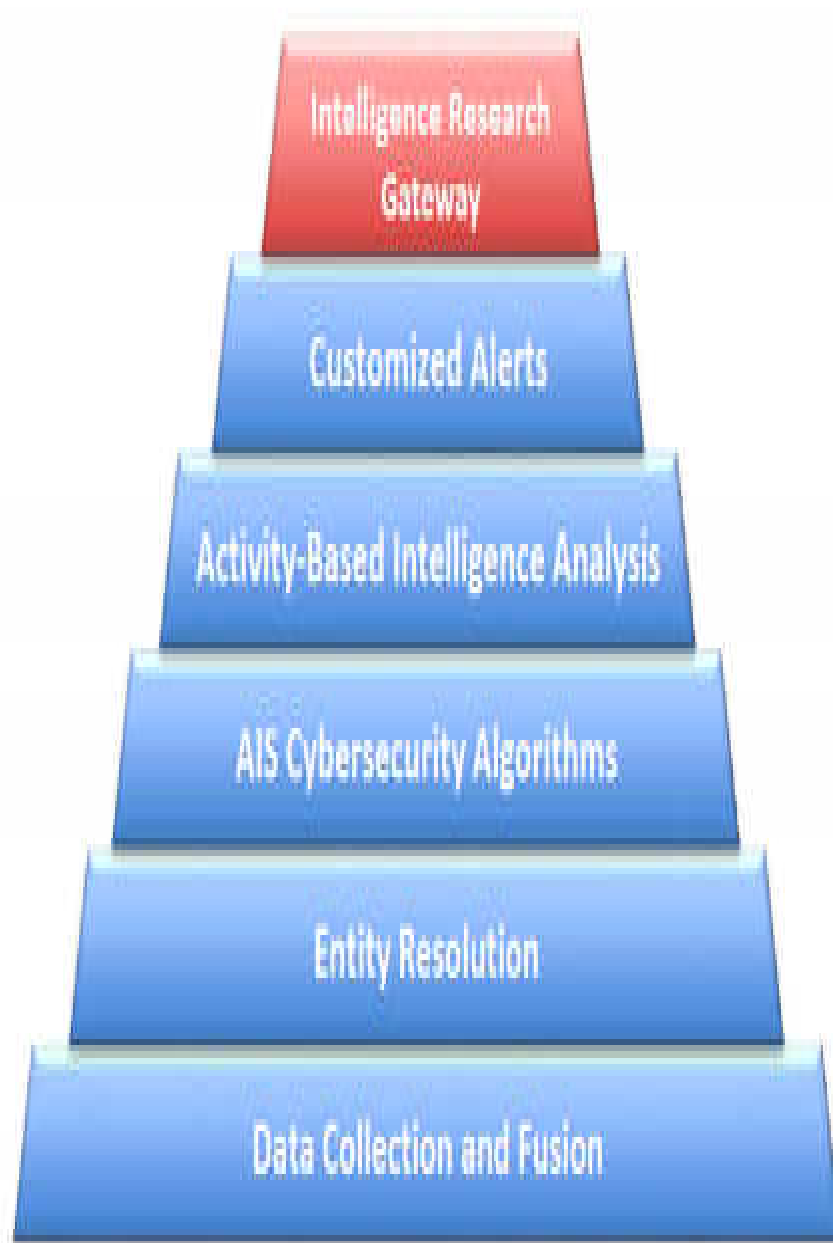 Intelligence Research
Gateway
Customized Alerts
Activity-Based Intelligence Analysis
AIS Cybersecurity Algorithms
Entity Resolution
Data Collection and Fusion